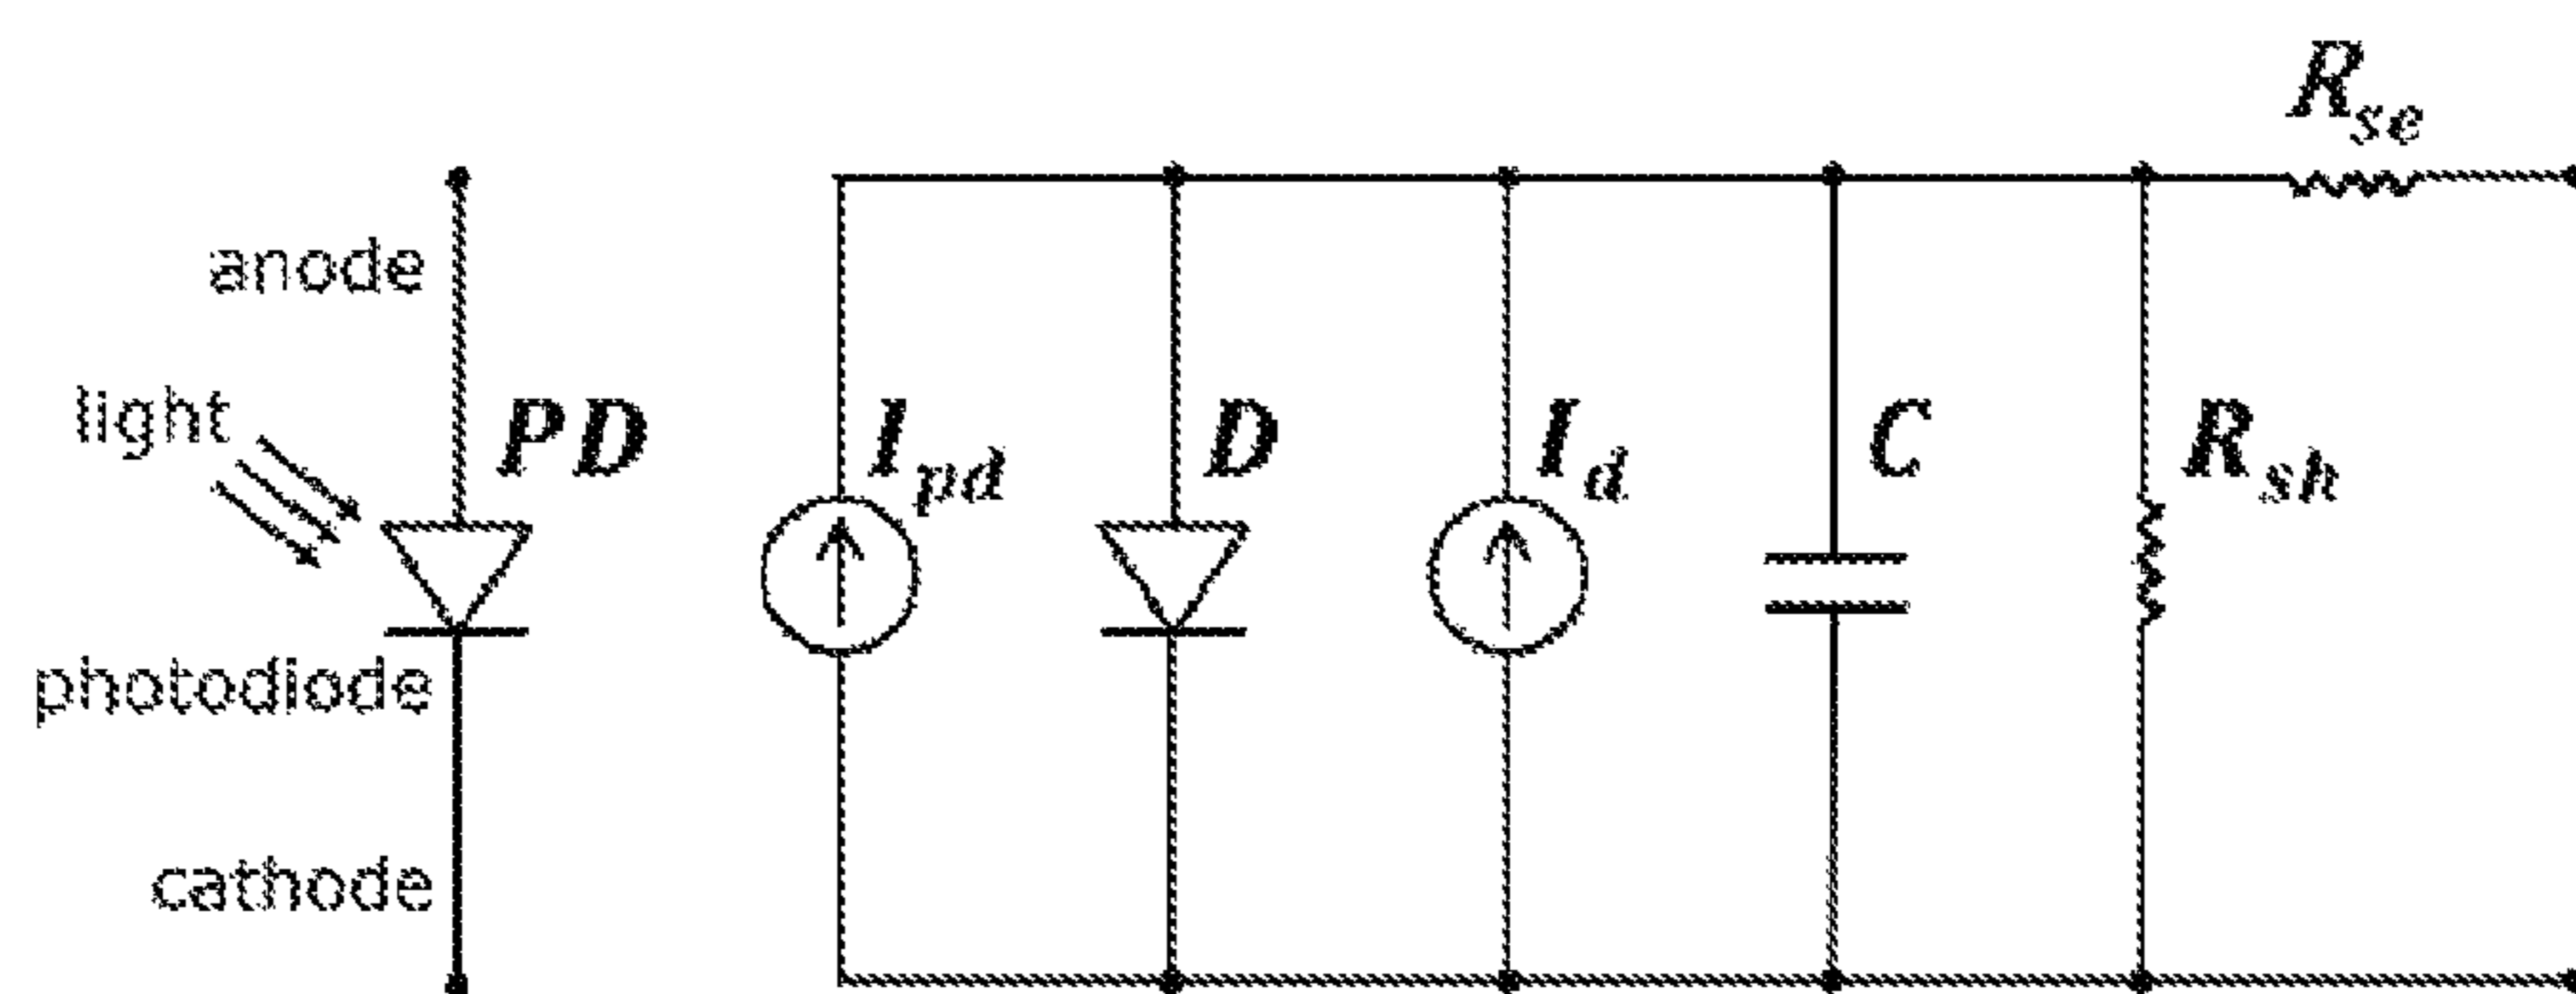 R_se
anode
light
PD
I_pd
D
I_d
C
R_sh
photodiode
cathode